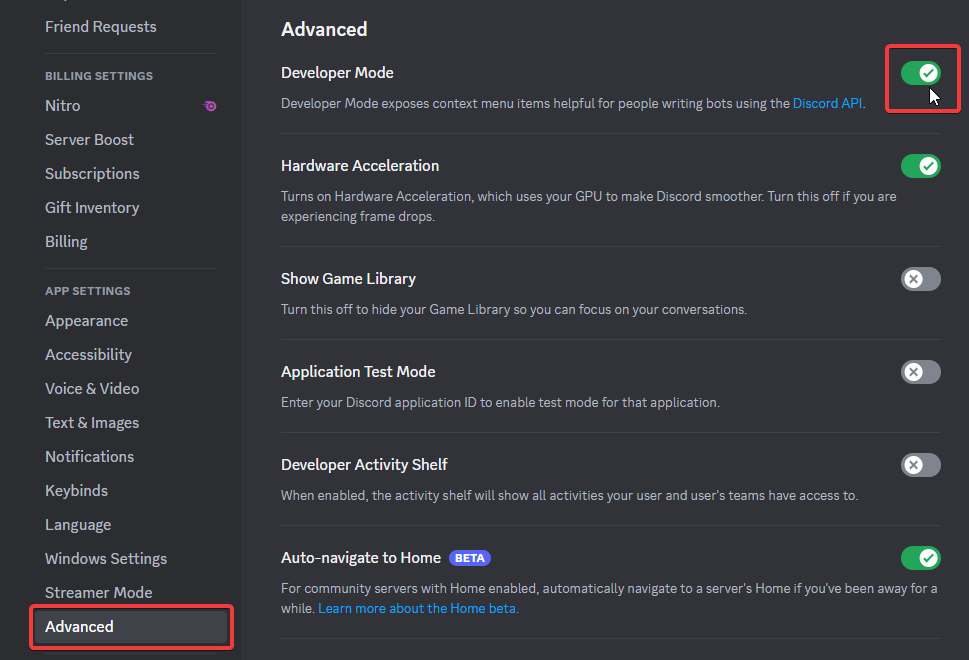 Friend Requests
BILLING SETTINGS
Nitro
Server Boost
Subscriptions
Gift Inventory
Billing
APP SETTINGS
Appearance
Accessibility
Voice & Video
Text & Images
Notifications
Keybinds
Language
Windows Settings
Streamer Mode
Advanced
Advanced
Developer Mode
Developer Mode exposes context menu items helpful for people writing bots using the Discord API.
Hardware Acceleration
Turns on Hardware Acceleration, which uses your GPU to make Discord smoother. Turn this off if you are
experiencing frame drops.
Show Game Library
Turn this off to hide your Game Library so you can focus on your conversations.
Application Test Mode
Enter your Discord application ID to enable test mode for that application.
Developer Activity Shelf
When enabled, the activity shelf will show all activities your user and user's teams have access to.
Auto-navigate to Home BETA
For community servers with Home enabled, automatically navigate to a server's Home if you've been away for a
while. Learn more about the Home beta.